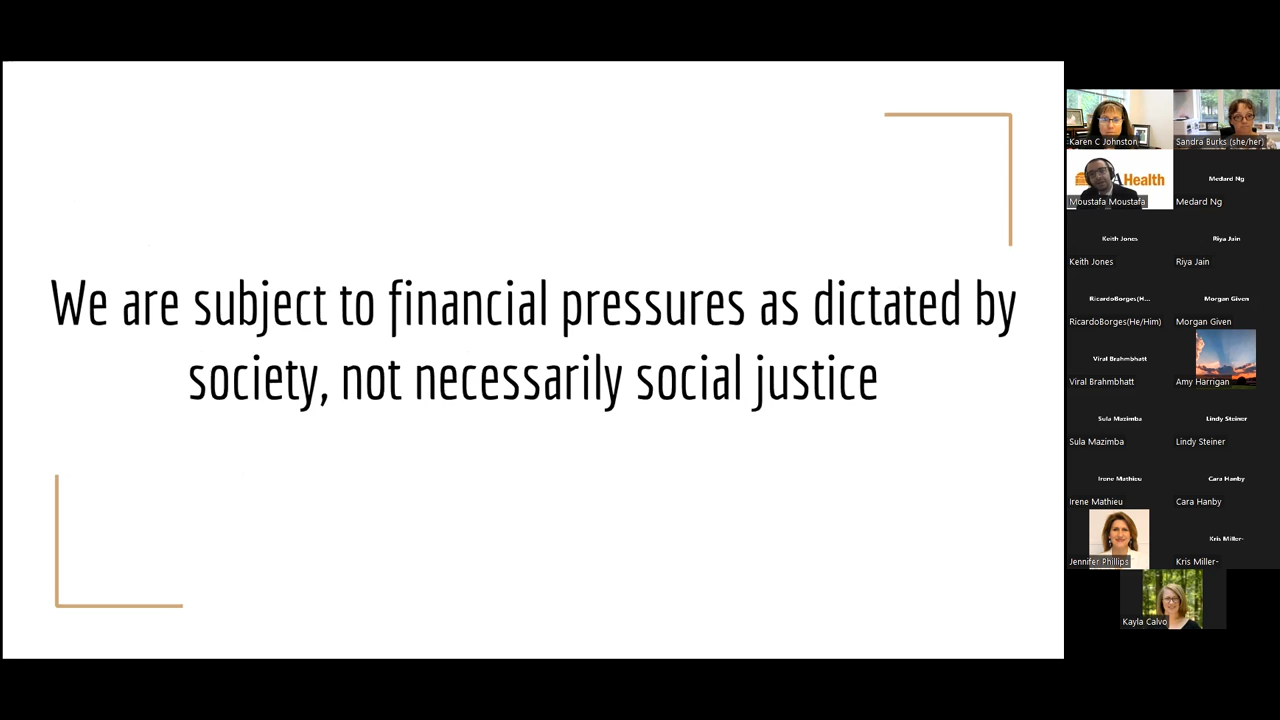 We are subject to financial pressures as dictated by
society, not necessarily social justice
Karen C Johnston
Sandra Burks (she/her)
Health
Moustafa Moustafa
Medard Ng
Medard Ng
Keith Jones
Keith Jones
Riya Jain
Riya Jain
RicardoBorges(H...
RicardoBorges(He/Him)
Morgan Given
Morgan Given
Viral Brahmbhatt
Viral Brahmbhatt
Amy Harrigan
Sula Mazimba
Sula Mazimba
Lindy Steiner
Lindy Steiner
Irene Mathieu
Irene Mathieu
Cara Hanby
Cara Hanby
Jennifer Phillips
Kris Miller-
Kris Miller-
Kayla Calvo